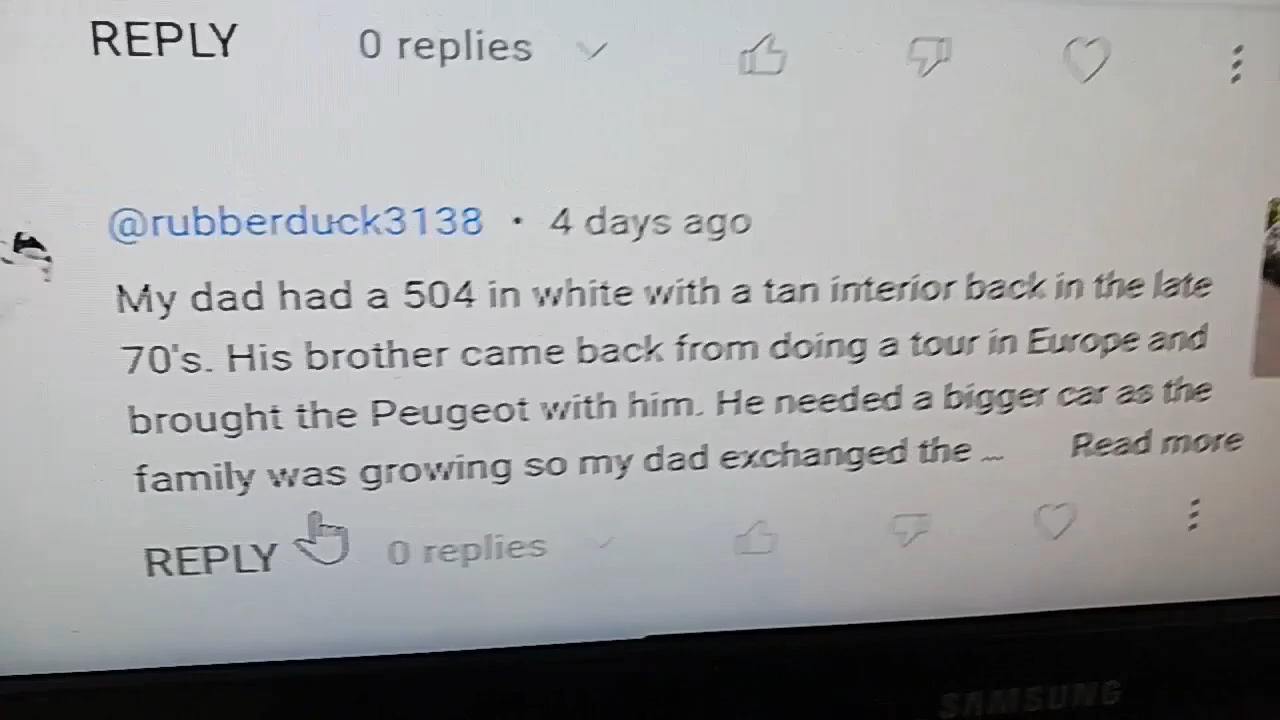 REPLY 0 replies
@rubberduck3138 • 4 days ago
My dad had a 504 in white with a tan interior back in the late
70's. His brother came back from doing a tour in Europe and
brought the Peugeot with him. He needed a bigger car as the
family was growing so my dad exchanged the ... Read more
REPLY 0 replies
SAMSUNG